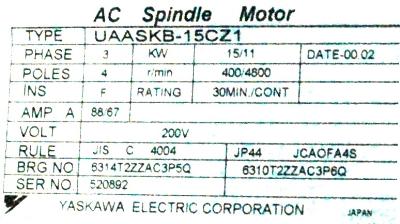 AC Spindle Motor
TYPE UAASKB-15CZ1
PHASE 3 KW 15/11 DATE-00 02
POLES 4 r/min 400/4800
INS F RATING 30MIN./CONT
AMP A 88/67
VOLT 200V
RULE JIS C 4004 JP44 JCAOFA4S
BRG NO 6314T2ZZAC3P5Q 6310T2ZZAC3P6Q
SER NO 520892
YASKAWA ELECTRIC CORPORATION JAPAN